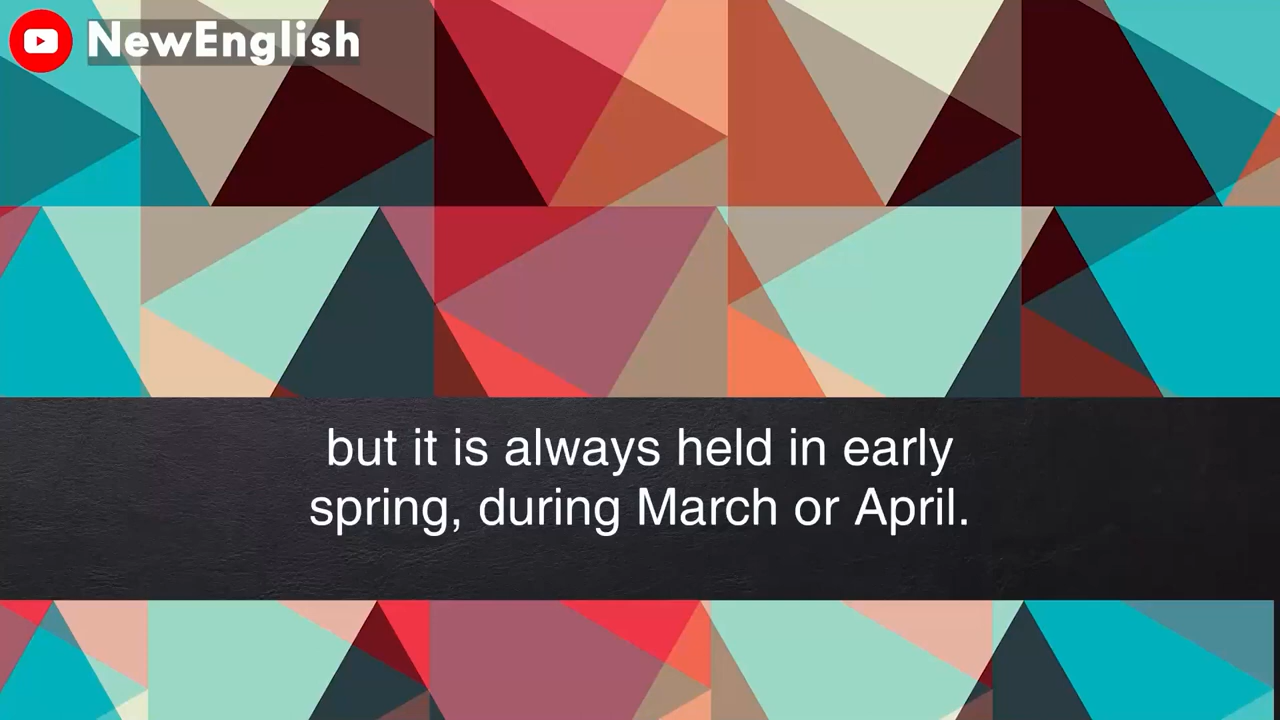 NewEnglish
but it is always held in early
spring, during March or April.